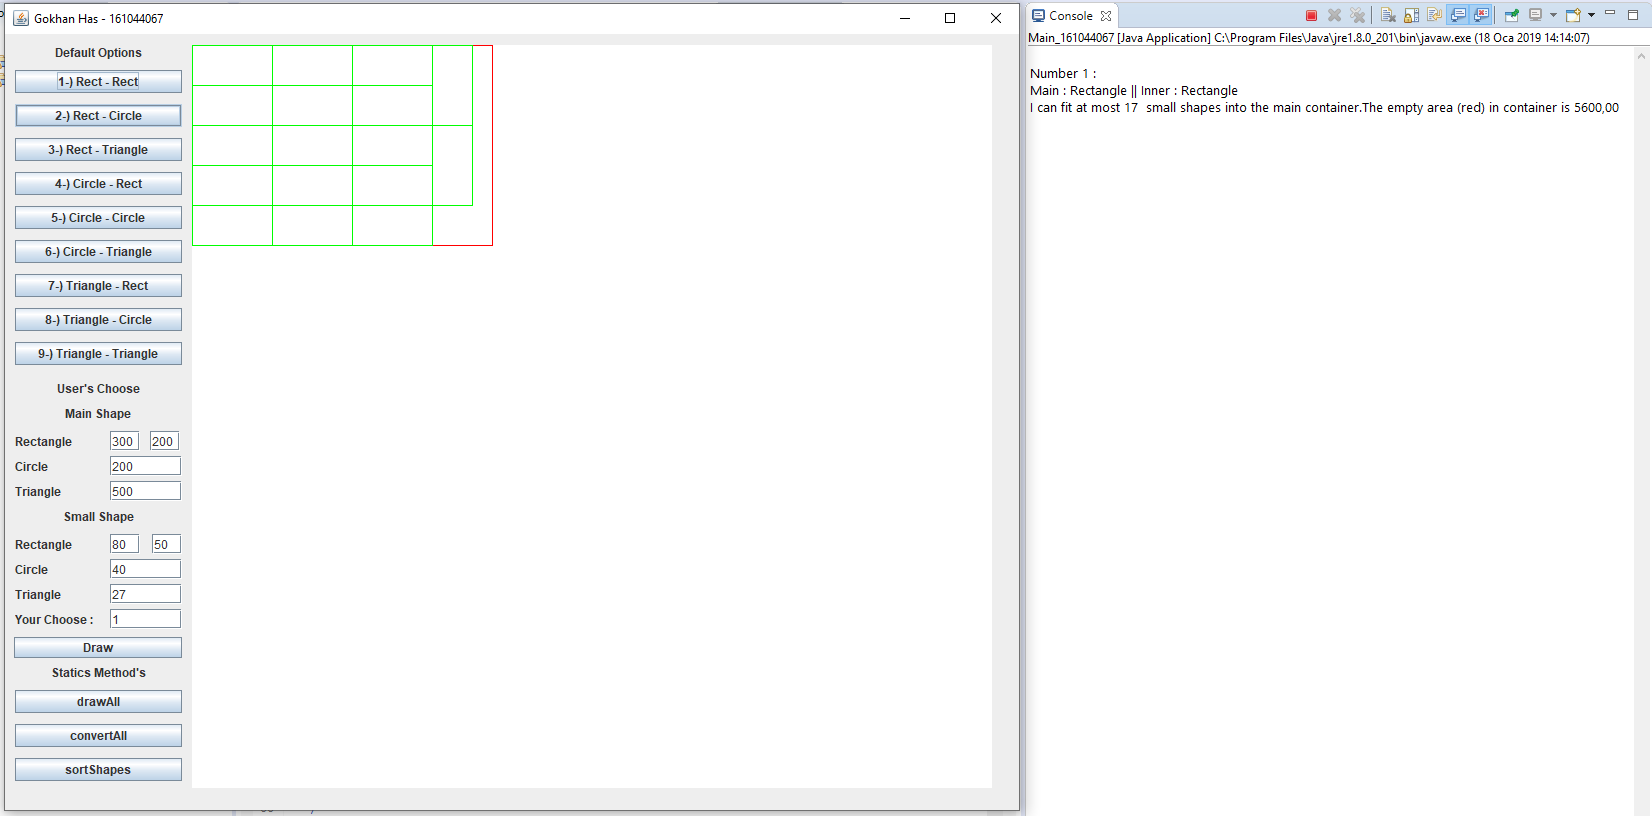 Gokhan Has - 161044067
Default Options
1-) Rect - Rect
2-) Rect - Circle
3-) Rect - Triangle
4-) Circle - Rect
5-) Circle - Circle
6-) Circle - Triangle
7-) Triangle - Rect
8-) Triangle - Circle
9-) Triangle - Triangle
User's Choose
Main Shape
Rectangle 300 200
Circle 200
Triangle 500
Small Shape
Rectangle 80 50
Circle 40
Triangle 27
Your Choose : 1
Draw
Statics Method's
drawAll
convertAll
sortShapes
Console
Main_161044067 [Java Application] C:\Program Files\Java\jre1.8.0_201\bin\javaw.exe (18 Oca 2019 14:14:07)
Number 1 :
Main : Rectangle || Inner : Rectangle
I can fit at most 17 small shapes into the main container.The empty area (red) in container is 5600,00